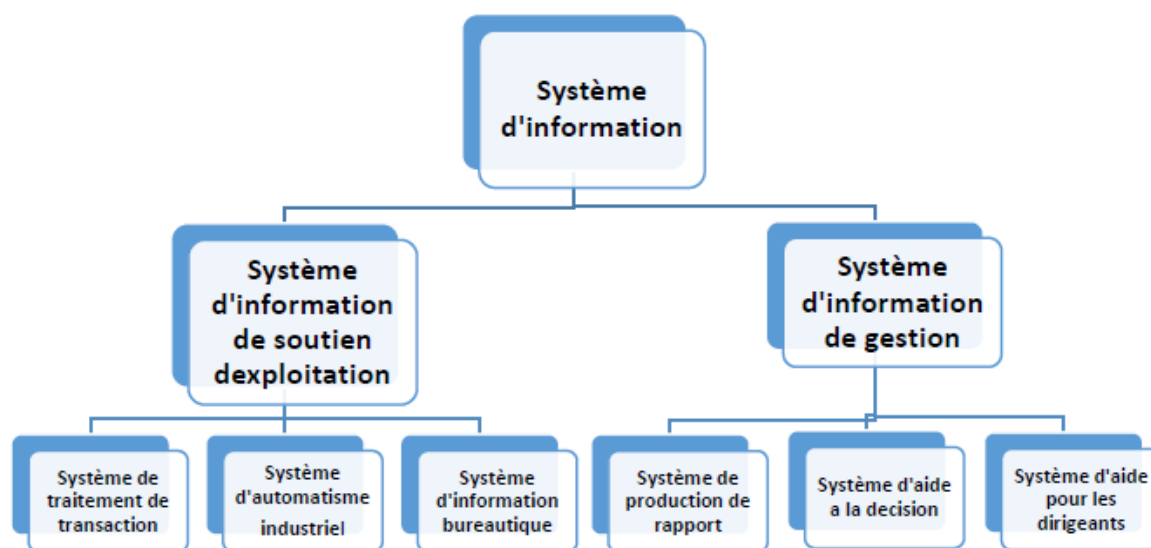 Système
d'information
Système
d'information
de soutien
dexploitation
Système
d'information
de gestion
Système de
traitement de
transaction
Système
d'automatisme
industriel
Système
d'information
bureautique
Système de
production de
rapport
Système d'aide
a la decision
Système d'aide
pour les
dirigeants